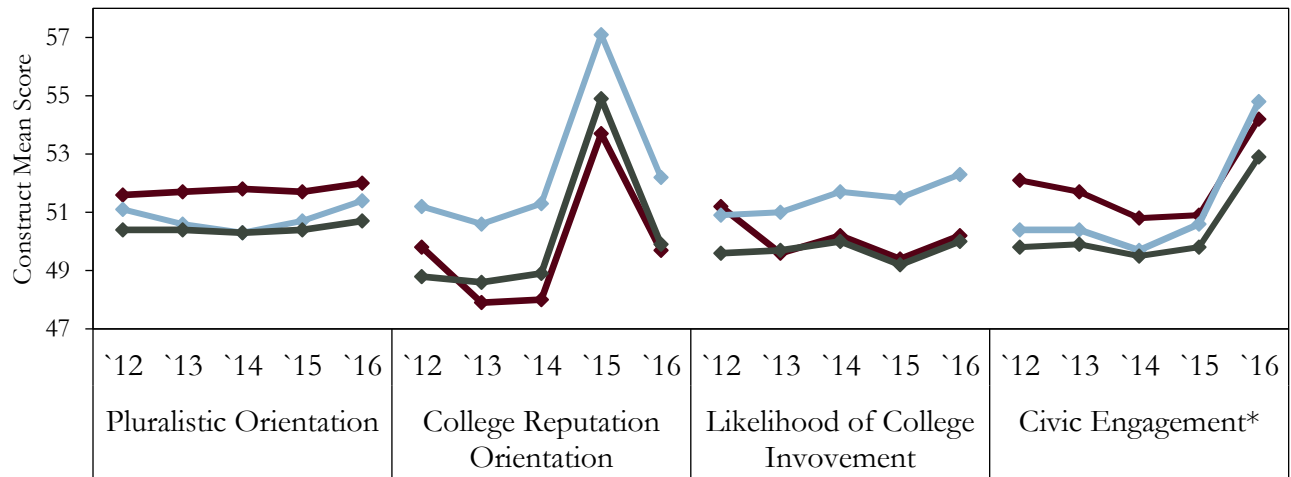 Construct Mean Score
57
55
53
51
49
47
`12 `13 `14 `15 `16 `12 `13 `14 `15 `16 `12 `13 `14 `15 `16 `12 `13 `14 `15 `16
Pluralistic Orientation
College Reputation
Orientation
Likelihood of College
Invovement
Civic Engagement*